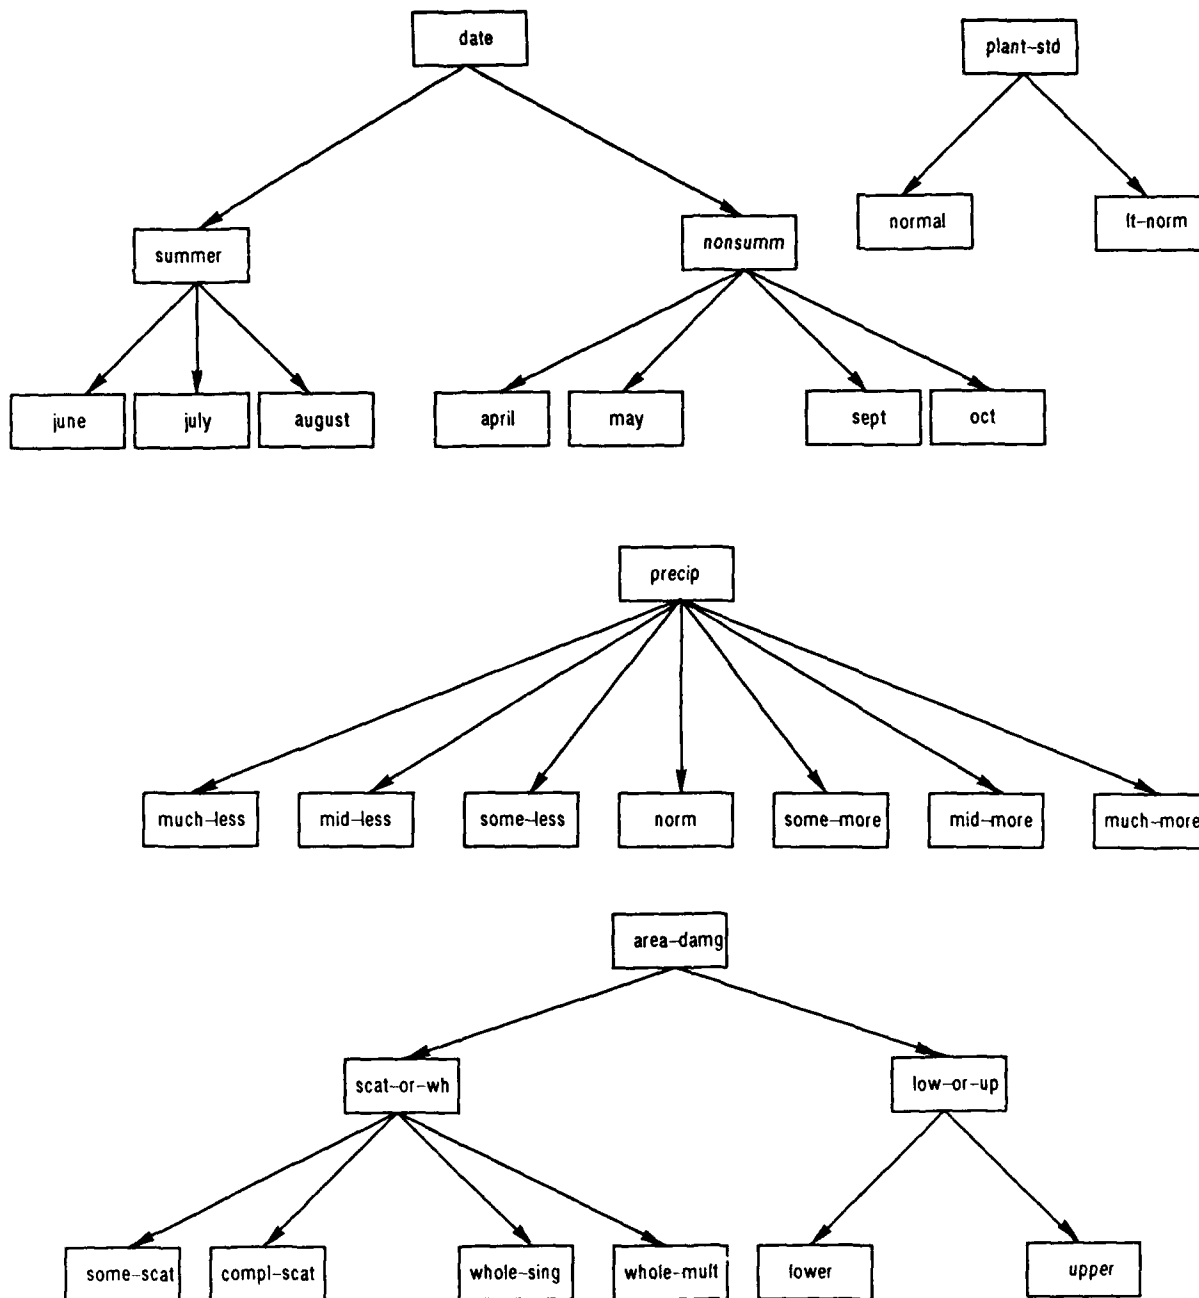 date
plant-std
normal
lt-norm
summer
nonsumm
june
july
august
april
may
sept
oct
precip
much-less
mid-less
some-less
norm
some-more
mid-more
much-more
area-damg
scat-or-wh
low-or-up
some-scat
compl-scat
whole-sing
whole-mult
lower
upper